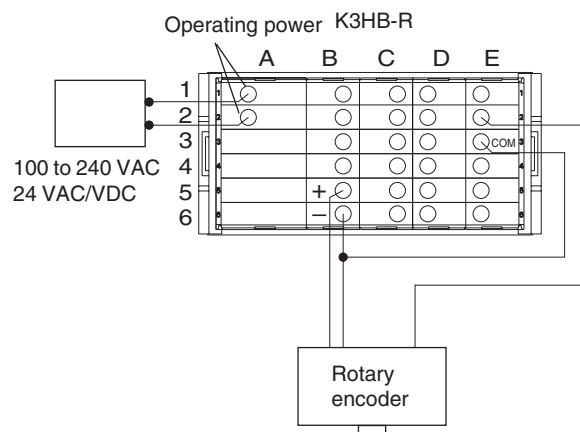 Operating power K3HB-R
A B C D E
1
2
3 COM
4
5 +
6 −
100 to 240 VAC
24 VAC/VDC
Rotary
encoder